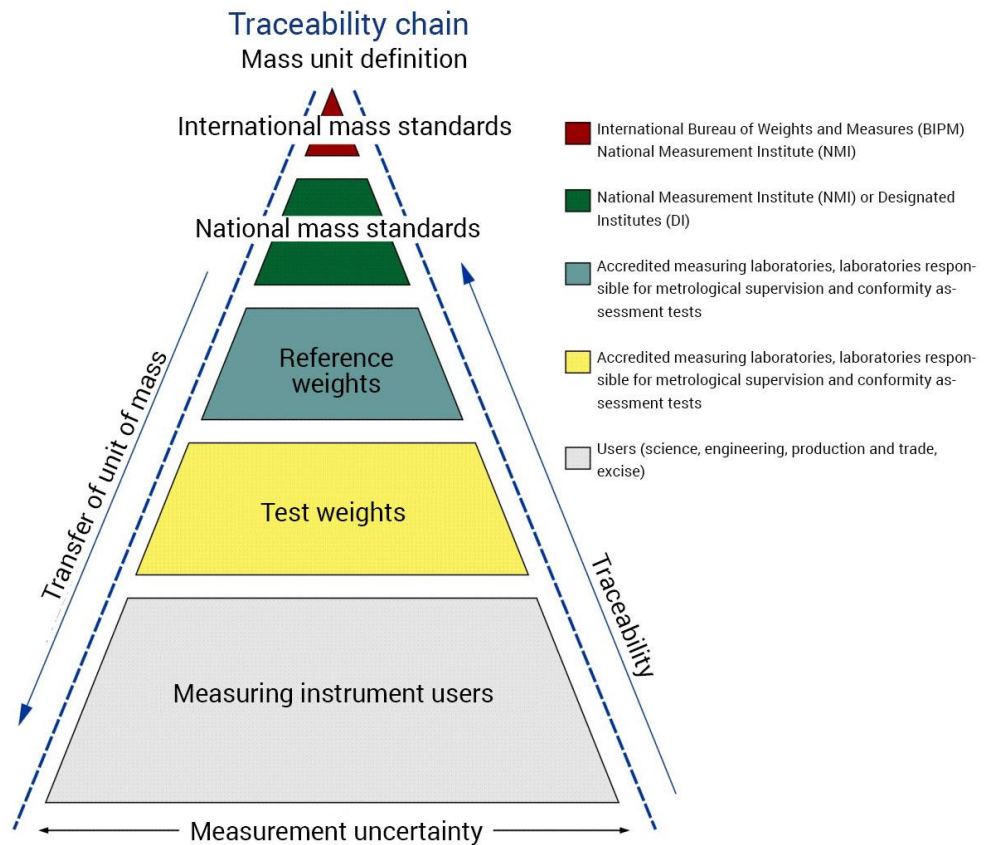 Traceability chain
Mass unit definition
International mass standards
National mass standards
Reference
weights
Test weights
Measuring instrument users
Measurement uncertainty
Transfer of unit of mass
Traceability
International Bureau of Weights and Measures (BIPM)
National Measurement Institute (NMI)
National Measurement Institute (NMI) or Designated
Institutes (DI)
Accredited measuring laboratories, laboratories respon-
sible for metrological supervision and conformity as-
sessment tests
Accredited measuring laboratories, laboratories respon-
sible for metrological supervision and conformity as-
sessment tests
Users (science, engineering, production and trade,
excise)